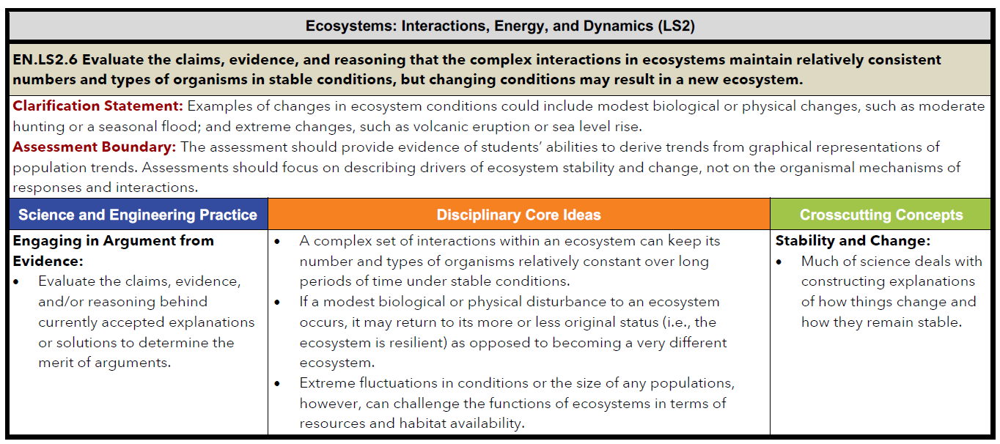 Ecosystems: Interactions, Energy, and Dynamics (LS2)
EN.LS2.6 Evaluate the claims, evidence, and reasoning that the complex interactions in ecosystems maintain relatively consistent
numbers and types of organisms in stable conditions, but changing conditions may result in a new ecosystem.
Clarification Statement: Examples of changes in ecosystem conditions could include modest biological or physical changes, such as moderate
hunting or a seasonal flood; and extreme changes, such as volcanic eruption or sea level rise.
Assessment Boundary: The assessment should provide evidence of students’ abilities to derive trends from graphical representations of
population trends. Assessments should focus on describing drivers of ecosystem stability and change, not on the organismal mechanisms of
responses and interactions.
Science and Engineering Practice
Engaging in Argument from
Evidence:
• Evaluate the claims, evidence,
and/or reasoning behind
currently accepted explanations
or solutions to determine the
merit of arguments.
Disciplinary Core Ideas
• A complex set of interactions within an ecosystem can keep its
number and types of organisms relatively constant over long
periods of time under stable conditions.
• If a modest biological or physical disturbance to an ecosystem
occurs, it may return to its more or less original status (i.e., the
ecosystem is resilient) as opposed to becoming a very different
ecosystem.
• Extreme fluctuations in conditions or the size of any populations,
however, can challenge the functions of ecosystems in terms of
resources and habitat availability.
Crosscutting Concepts
Stability and Change:
• Much of science deals with
constructing explanations
of how things change and
how they remain stable.